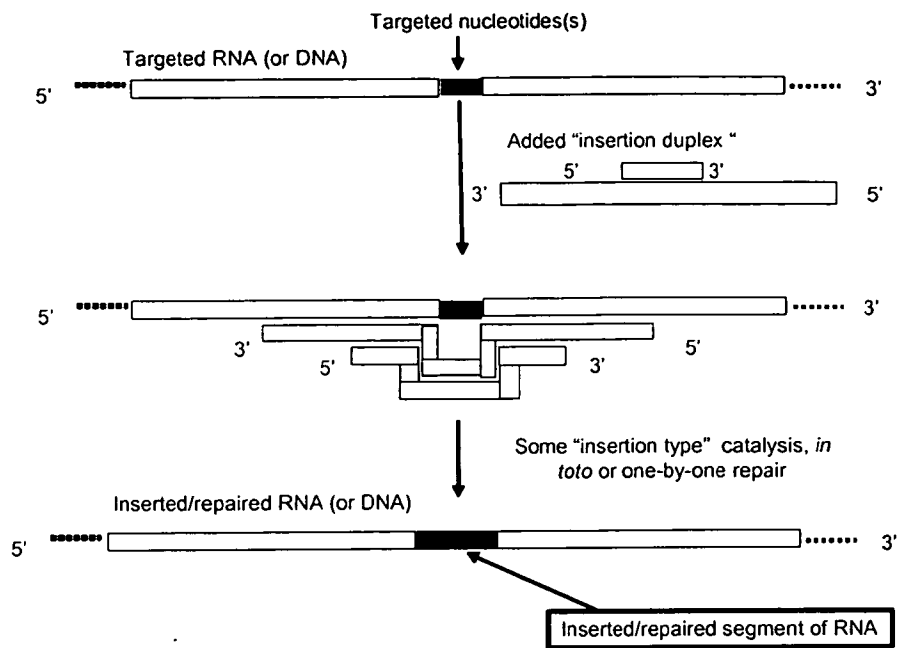 Targeted nucleotides(s)
Targeted RNA (or DNA)
5' 3'
Added "insertion duplex "
5' 3'
3' 5'
5' 3'
3' 5'
5' 3'
Some "insertion type" catalysis, in
toto or one-by-one repair
Inserted/repaired RNA (or DNA)
5' 3'
Inserted/repaired segment of RNA